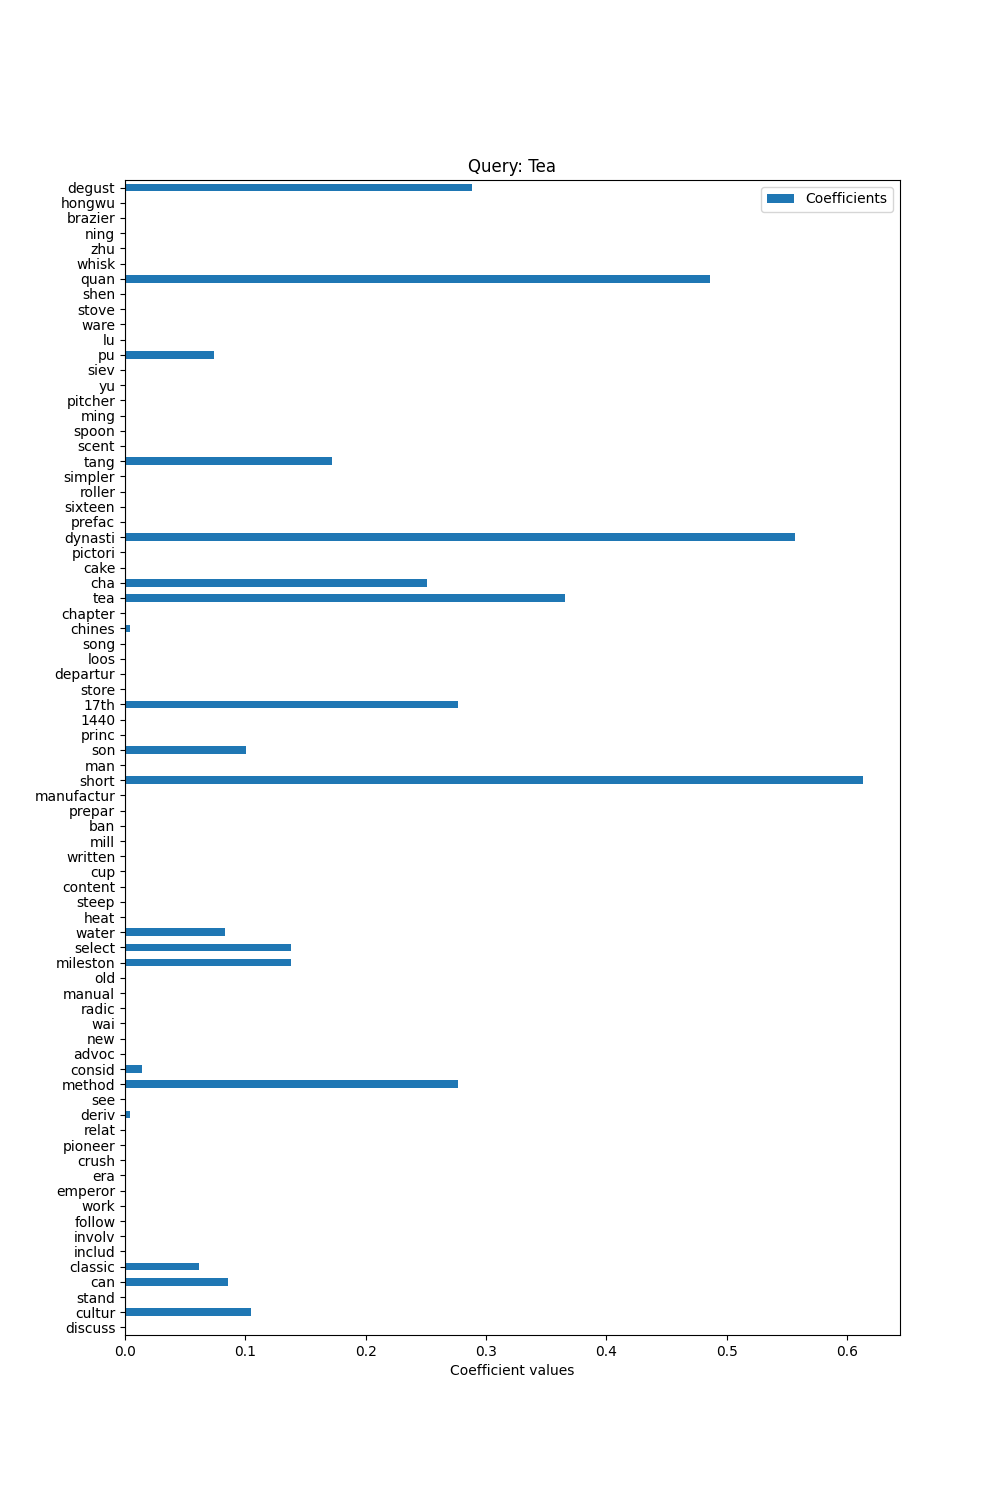 Query: Tea
Coefficients
degust
hongwu
brazier
ning
zhu
whisk
quan
shen
stove
ware
lu
pu
siev
yu
pitcher
ming
spoon
scent
tang
simpler
roller
sixteen
prefac
dynasti
pictori
cake
cha
tea
chapter
chines
song
loos
departur
store
17th
1440
princ
son
man
short
manufactur
prepar
ban
mill
written
cup
content
steep
heat
water
select
mileston
old
manual
radic
wai
new
advoc
consid
method
see
deriv
relat
pioneer
crush
era
emperor
work
follow
involv
includ
classic
can
stand
cultur
discuss
0.0 0.1 0.2 0.3 0.4 0.5 0.6
Coefficient values